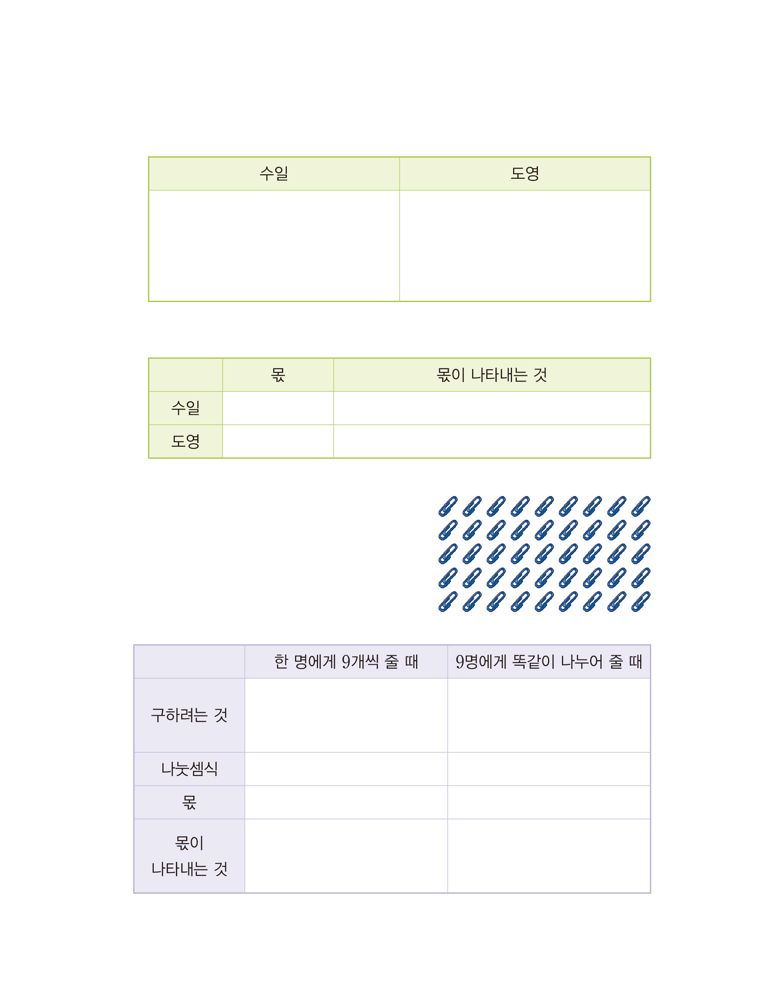 수일 도영
몫 몫이 나타내는 것
수일
도영
한 명에게 9개씩 줄 때 9명에게 똑같이 나누어 줄 때
구하려는 것
나눗셈식
몫
몫이
나타내는 것